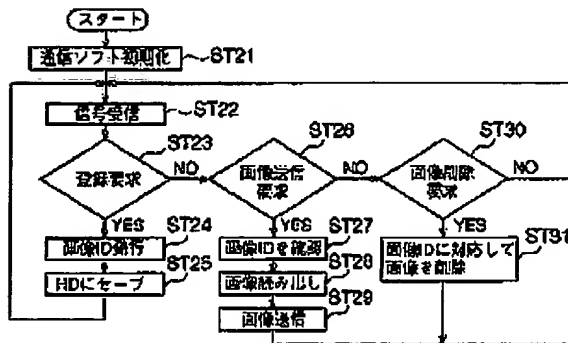 スタート
通信ソフト初期化
ST21
信号受信
ST22
登録要求
ST23
NO
YES
画像ID発行
ST24
HDにセーブ
ST25
画像送信
要求
ST26
NO
YES
画像IDを確認
ST27
画像読み出し
ST28
画像送信
ST29
画像削除
要求
ST30
NO
YES
画像IDに対応して
画像を削除
ST31